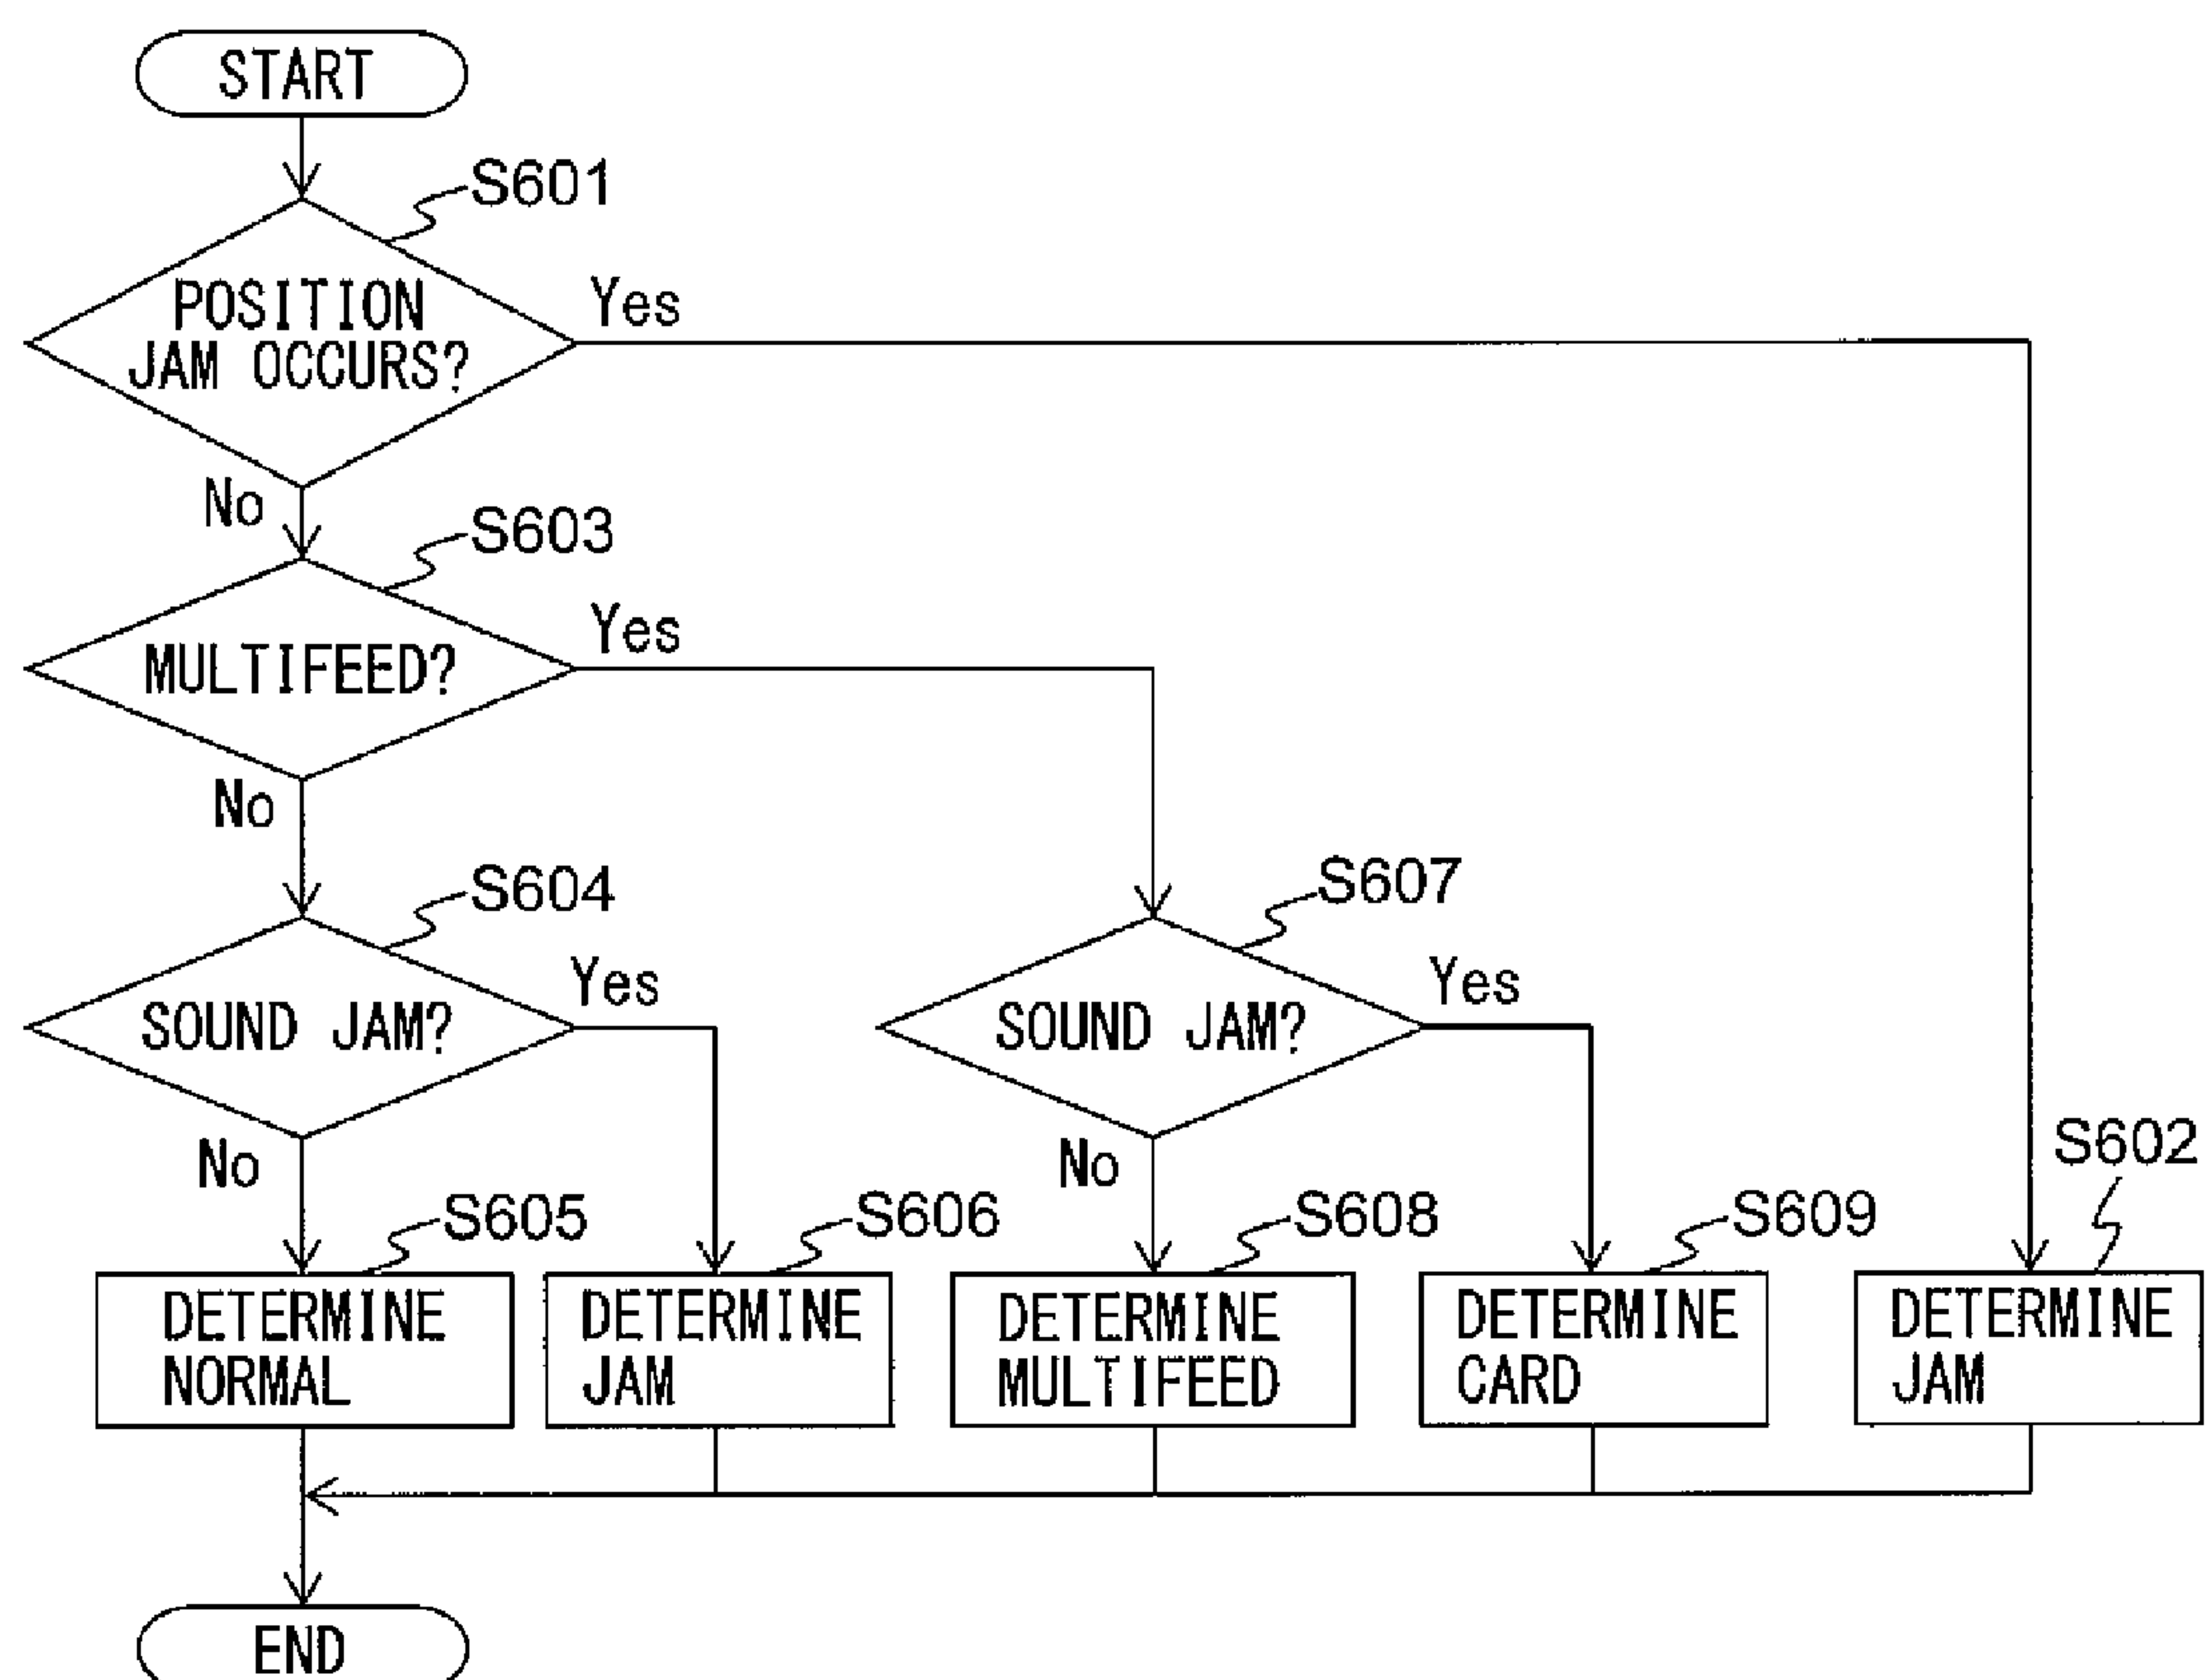 START
S601
POSITION
JAM OCCURS?
Yes
No
S603
MULTIFEED?
Yes
No
S604
SOUND JAM?
Yes
No
S607
SOUND JAM?
Yes
No
S605
DETERMINE
NORMAL
S606
DETERMINE
JAM
S608
DETERMINE
MULTIFEED
S609
DETERMINE
CARD
S602
DETERMINE
JAM
END